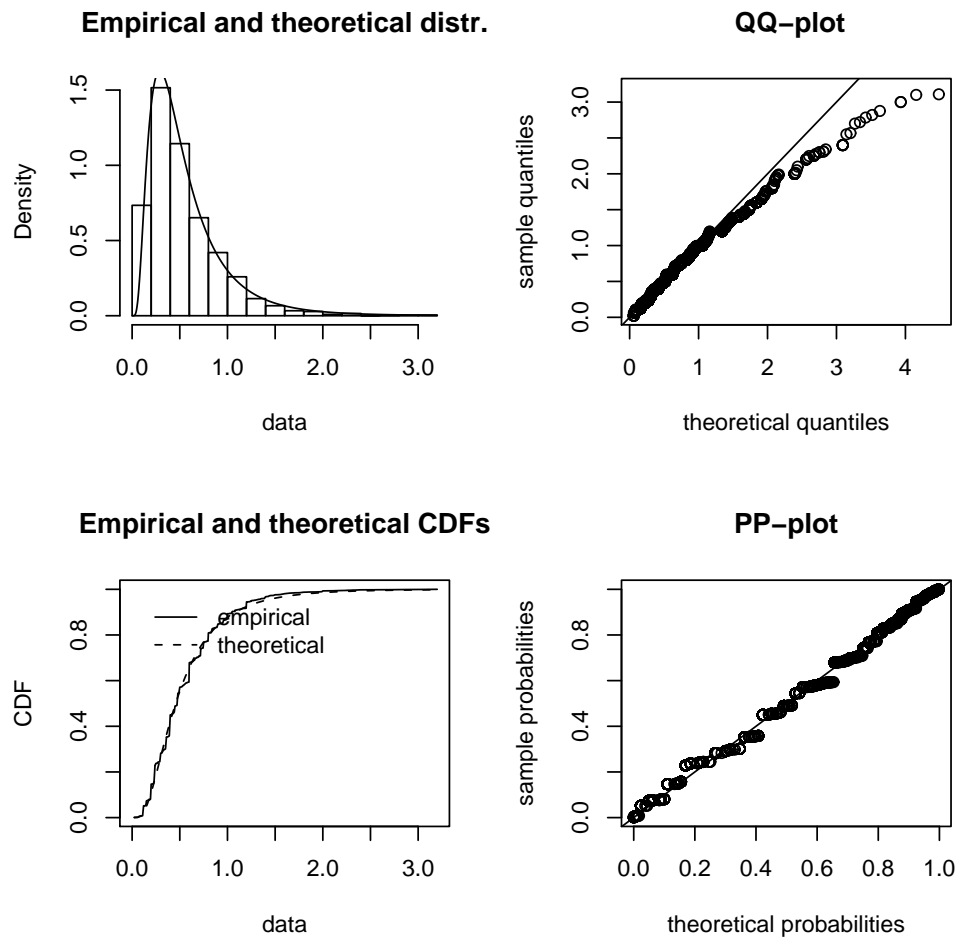 Empirical and theoretical distr.
Density
0.0 0.5 1.0 1.5
0.0 1.0 2.0 3.0
data
QQ−plot
sample quantiles
0.0 1.0 2.0 3.0
0 1 2 3 4
theoretical quantiles
Empirical and theoretical CDFs
CDF
0.0 0.4 0.8
empirical
theoretical
0.0 1.0 2.0 3.0
data
PP−plot
sample probabilities
0.0 0.4 0.8
0.0 0.2 0.4 0.6 0.8 1.0
theoretical probabilities